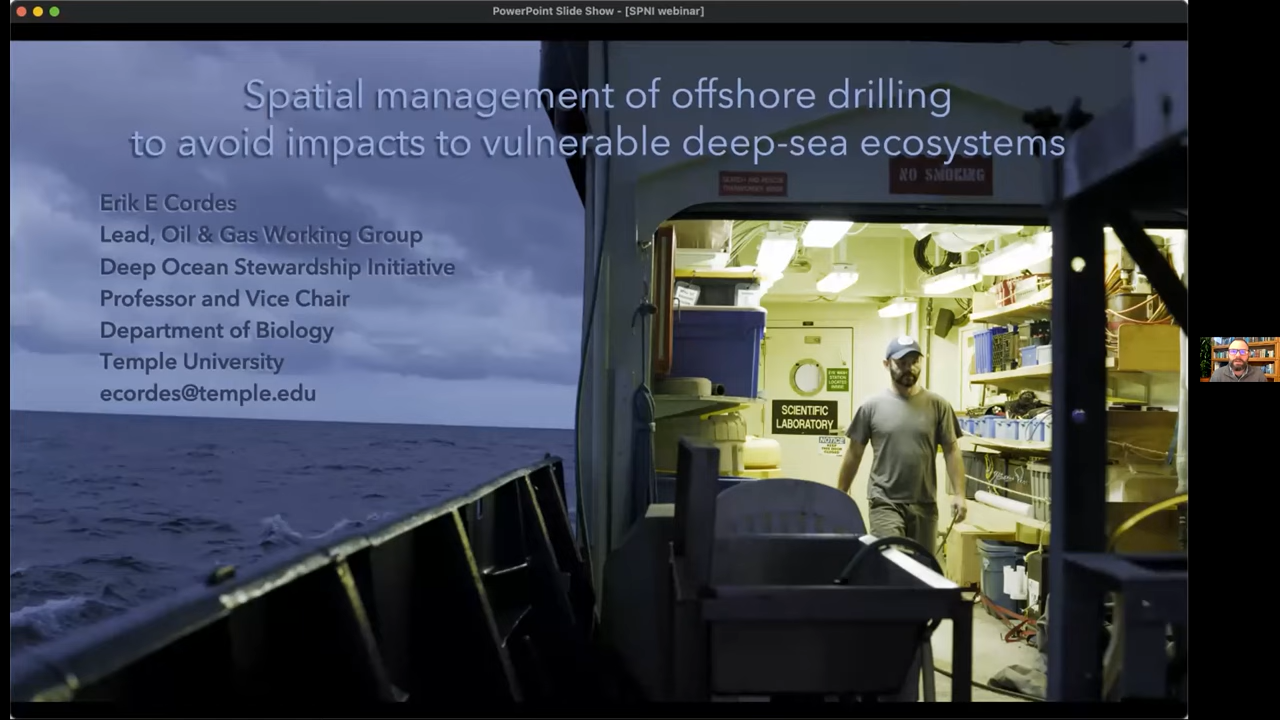 PowerPoint Slide Show - [SPNI webinar]
Spatial management of offshore drilling
to avoid impacts to vulnerable deep-sea ecosystems
Erik E Cordes
Lead, Oil & Gas Working Group
Deep Ocean Stewardship Initiative
Professor and Vice Chair
Department of Biology
Temple University
ecordes@temple.edu
NO SMOKING
SCIENTIFIC
LABORATORY
NOTICE